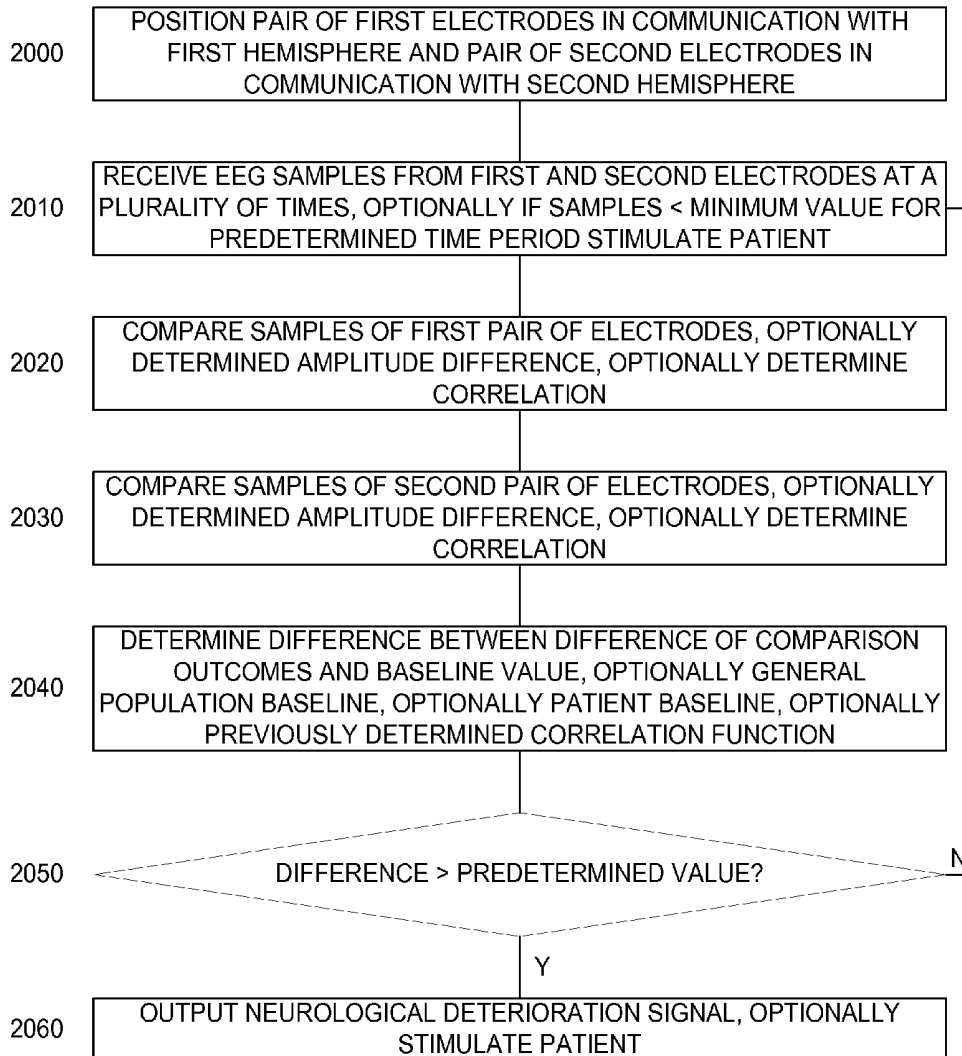 POSITION PAIR OF FIRST ELECTRODES IN COMMUNICATION WITH
2000
FIRST HEMISPHERE AND PAIR OF SECOND ELECTRODES IN
COMMUNICATION WITH SECOND HEMISPHERE
RECEIVE EEG SAMPLES FROM FIRST AND SECOND ELECTRODES AT A
2010
PLURALITY OF TIMES, OPTIONALLY IF SAMPLES < MINIMUM VALUE FOR
PREDETERMINED TIME PERIOD STIMULATE PATIENT
COMPARE SAMPLES OF FIRST PAIR OF ELECTRODES, OPTIONALLY
2020
DETERMINED AMPLITUDE DIFFERENCE, OPTIONALLY DETERMINE
CORRELATION
COMPARE SAMPLES OF SECOND PAIR OF ELECTRODES, OPTIONALLY
2030
DETERMINED AMPLITUDE DIFFERENCE, OPTIONALLY DETERMINE
CORRELATION
DETERMINE DIFFERENCE BETWEEN DIFFERENCE OF COMPARISON
OUTCOMES AND BASELINE VALUE, OPTIONALLY GENERAL
2040
POPULATION BASELINE, OPTIONALLY PATIENT BASELINE, OPTIONALLY
PREVIOUSLY DETERMINED CORRELATION FUNCTION
2050
DIFFERENCE > PREDETERMINED VALUE?
N
Y
2060
OUTPUT NEUROLOGICAL DETERIORATION SIGNAL, OPTIONALLY
STIMULATE PATIENT